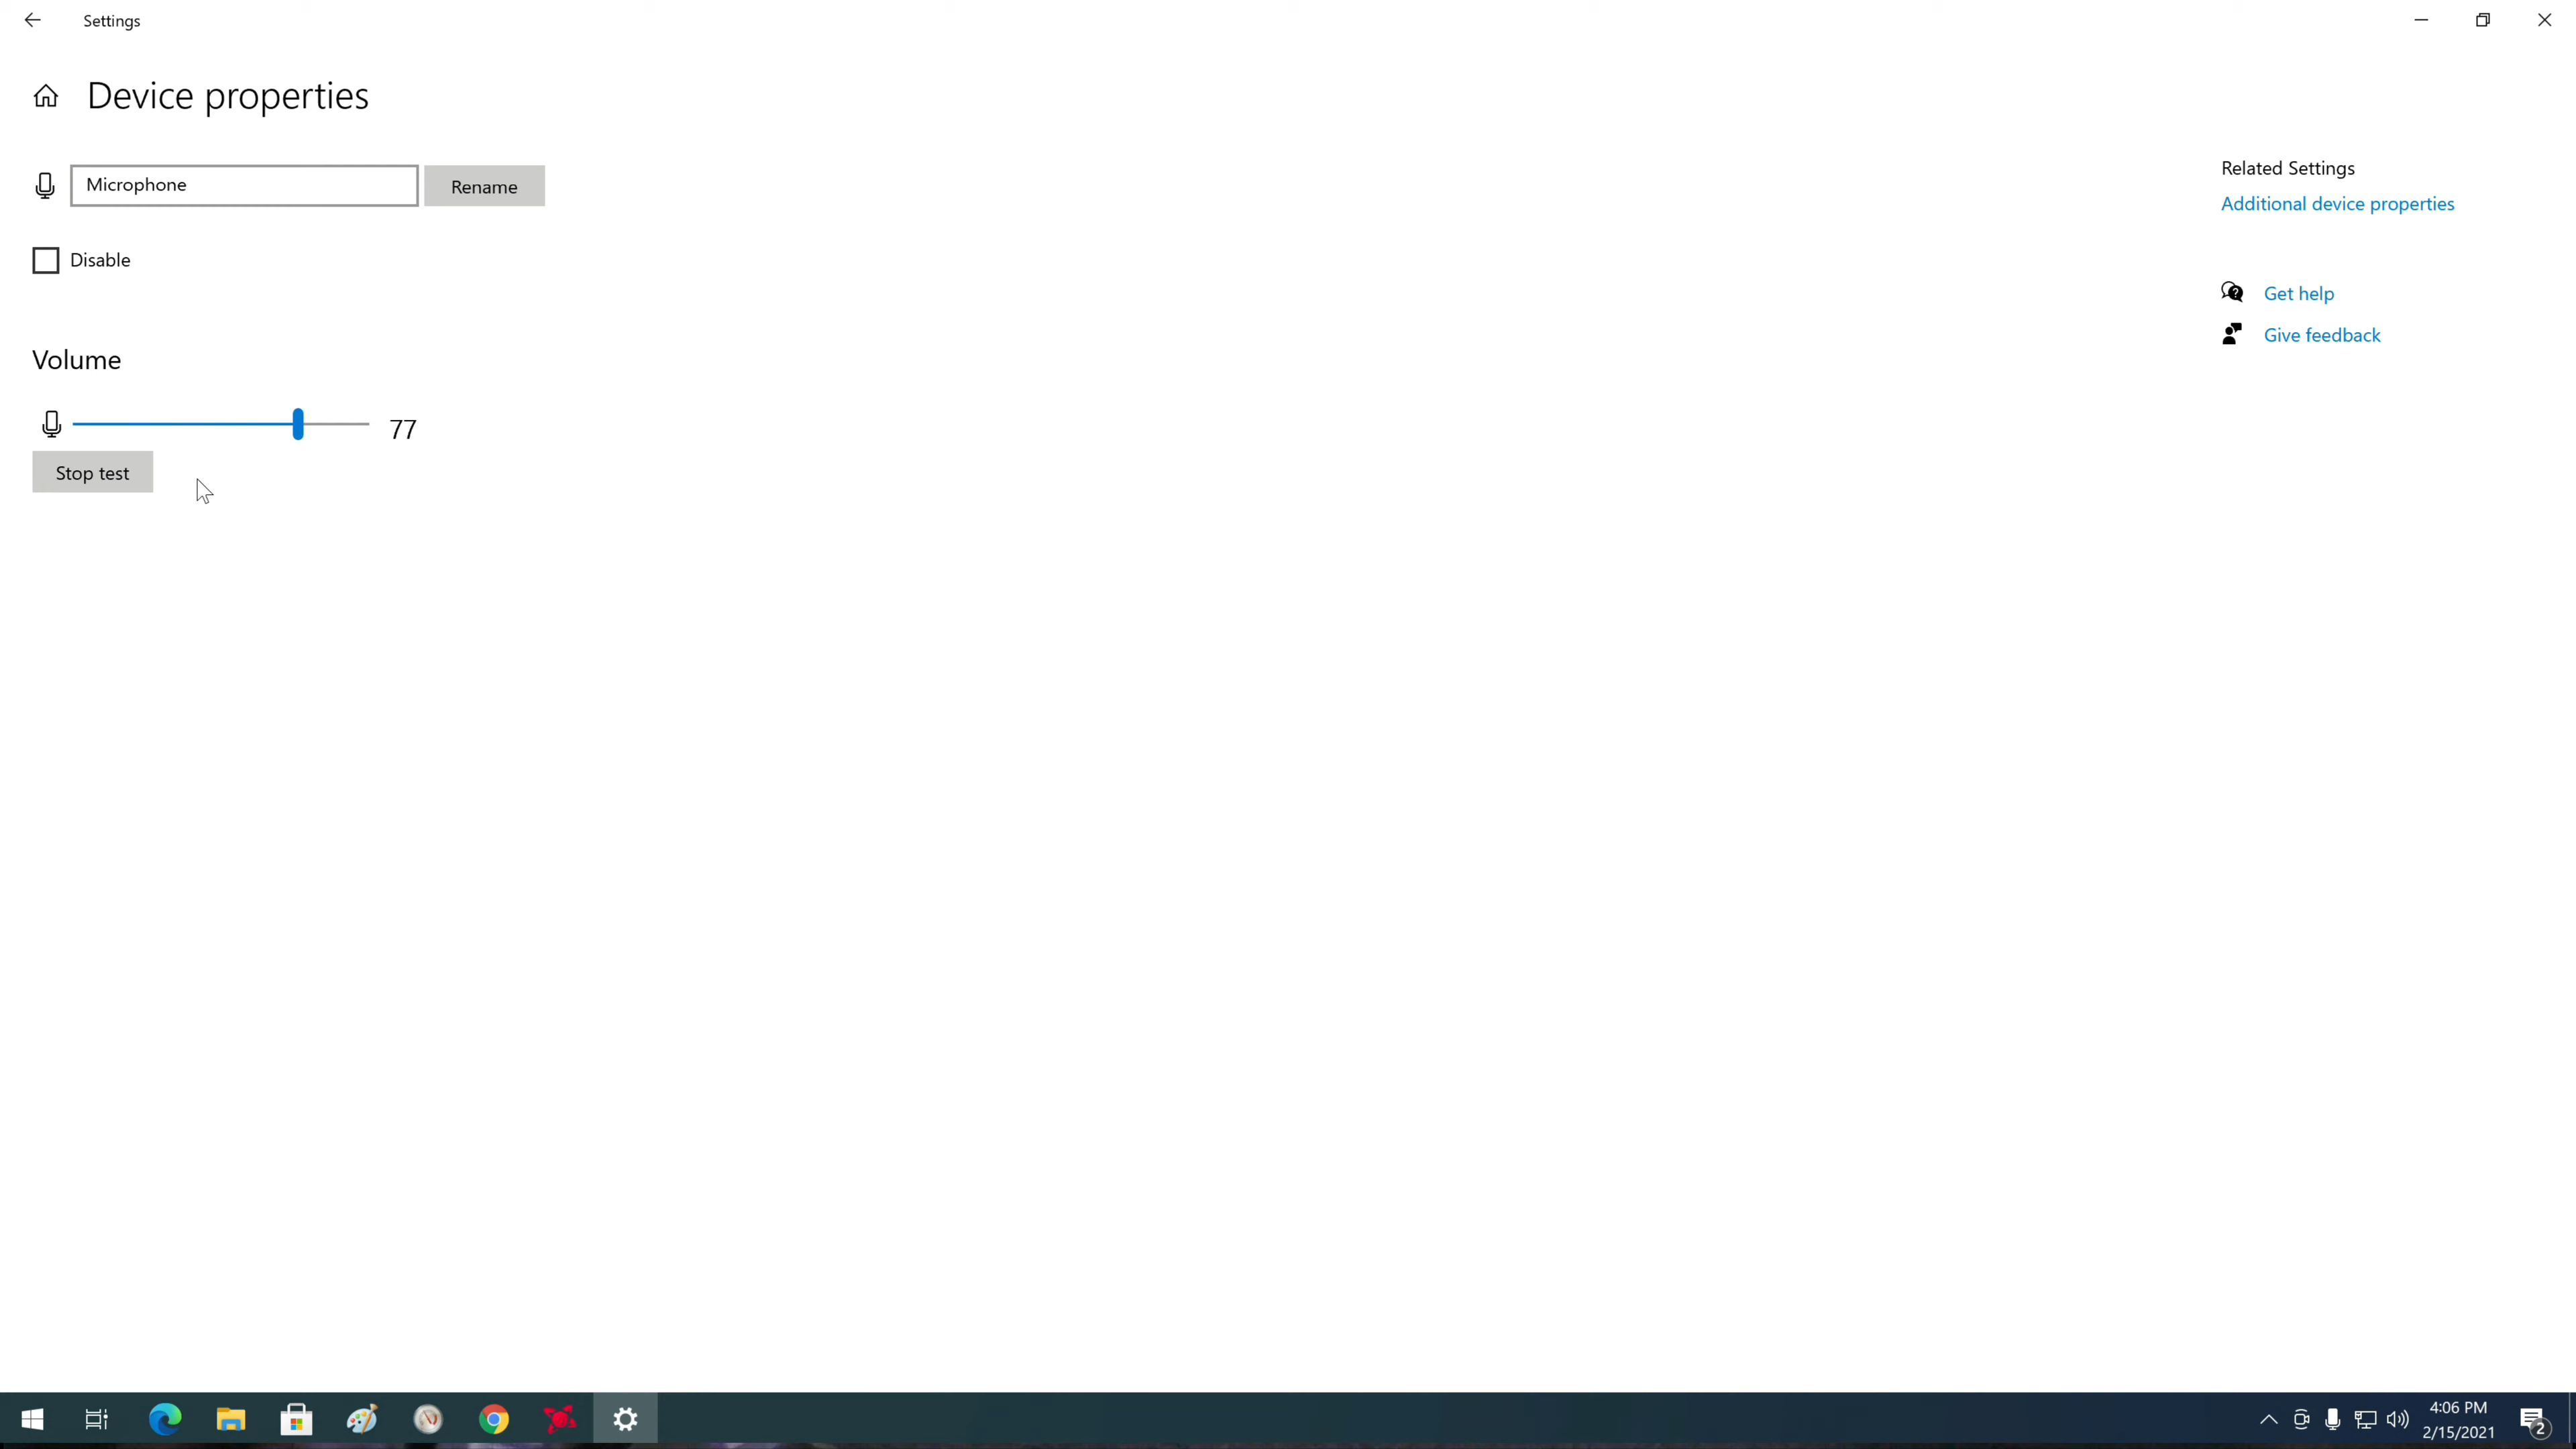 Settings
Device properties
Microphone
Rename
Disable
Volume
77
Stop test
Related Settings
Additional device properties
Get help
Give feedback
4:06 PM
2/15/2021
2